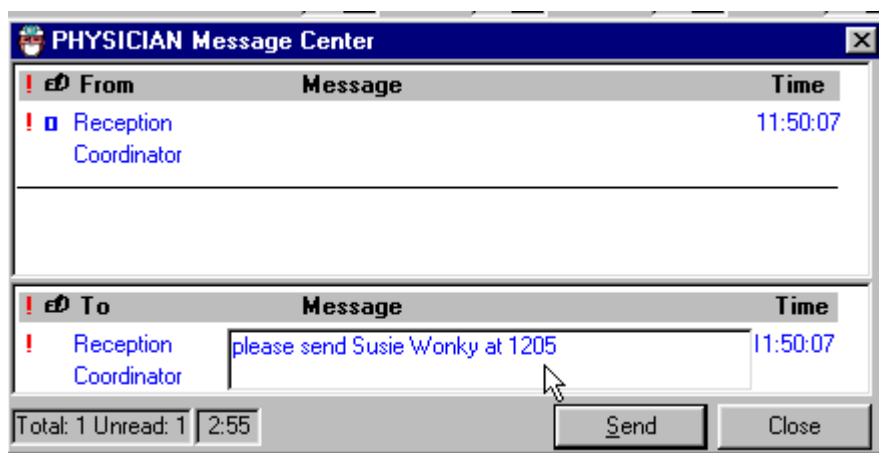 PHYSICIAN Message Center
! From Message Time
! Reception 11:50:07
Coordinator
! To Message Time
! Reception please send Susie Wonky at 1205 11:50:07
Coordinator
Total: 1 Unread: 1 2:55 Send Close